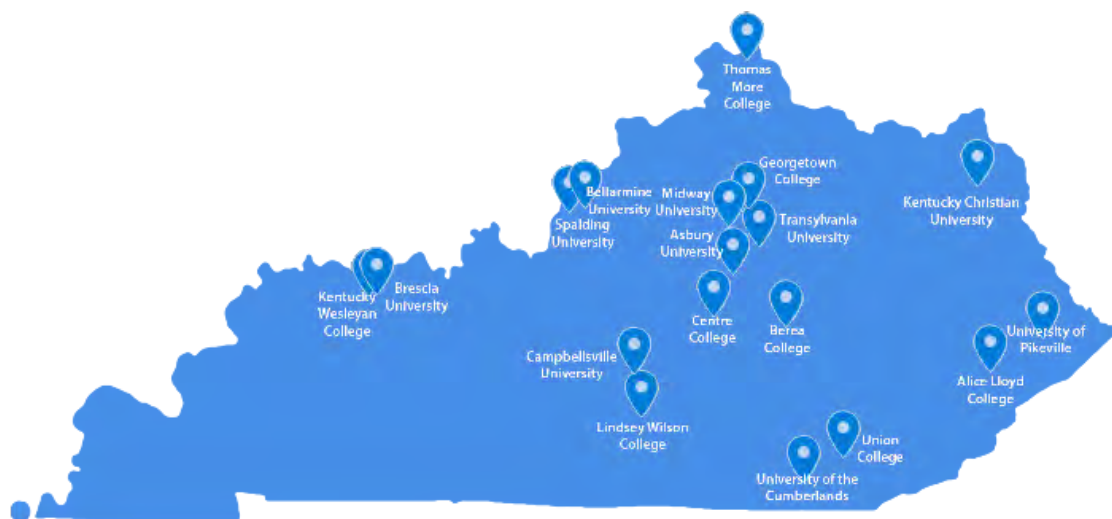 Thomas
More
College
Georgetown
College
Midway
University
Bellarmine
University
Spalding
University
Kentucky Christian
University
Transylvania
University
Asbury
University
Brescia
University
Kentucky
Wesleyan
College
Centre
College
Berea
College
University of
Pikeville
Campbellsville
University
Alice Lloyd
College
Lindsey Wilson
College
Union
College
University of the
Cumberlands